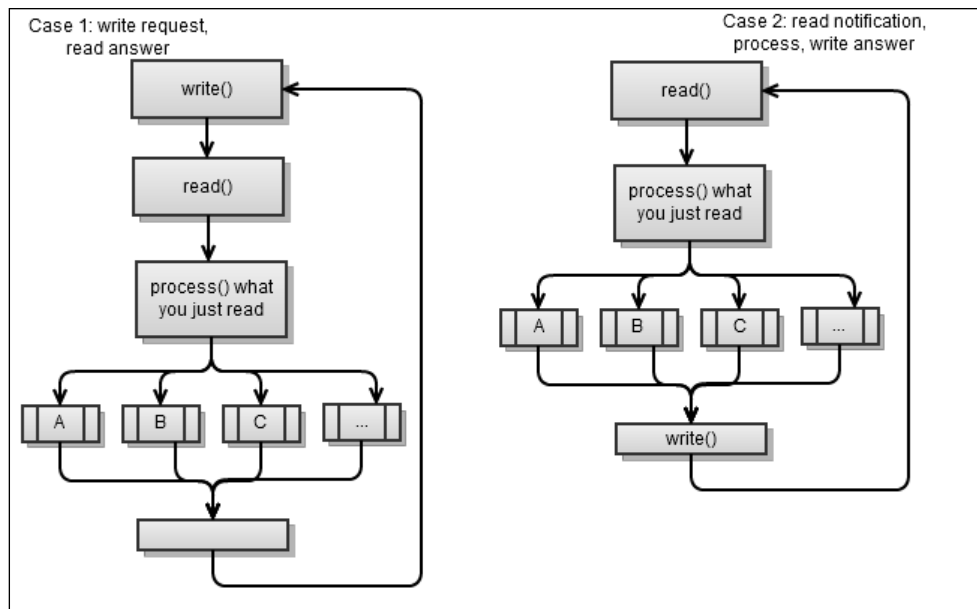 Case 1: write request,
read answer
write()
read()
process() what
you just read
A
B
C
...
Case 2: read notification,
process, write answer
read()
process() what
you just read
A
B
C
...
write()